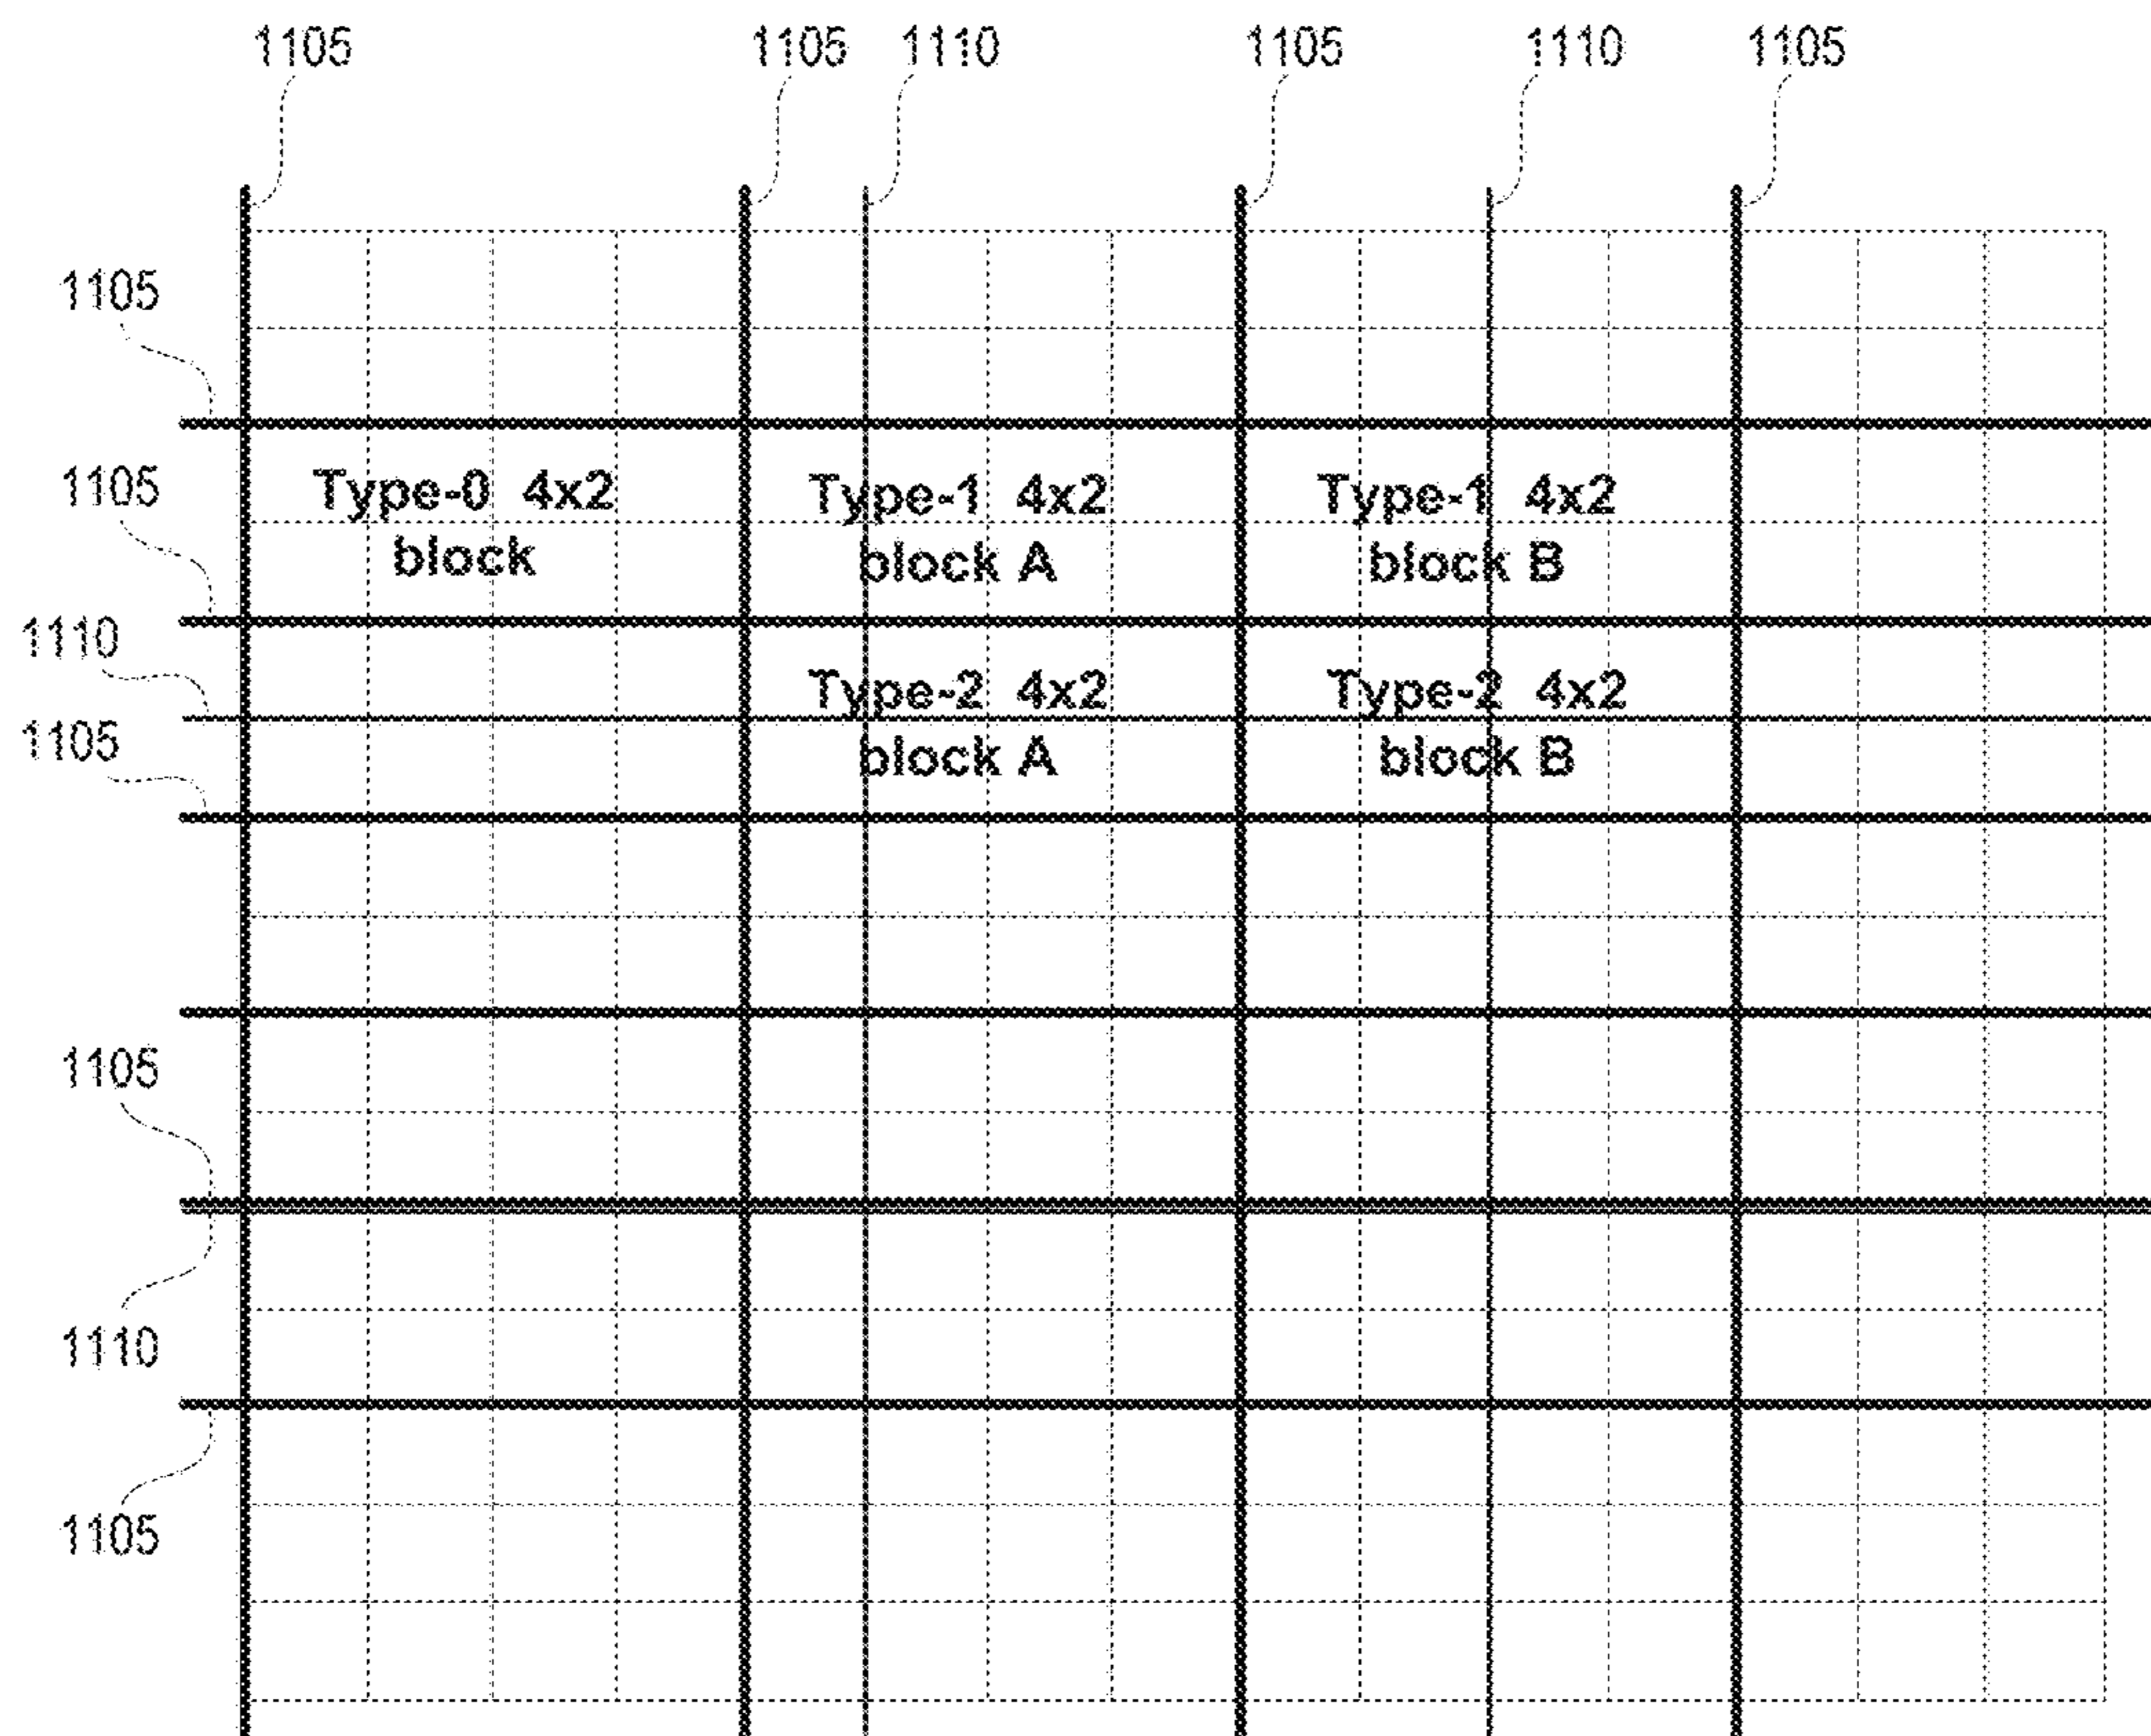 1105 1105 1110 1105 1110 1105
1105
1105
Type-0 4x2 Type-1 4x2 Type-1 4x2
block block A block B
1110
Type-2 4x2 Type-2 4x2
1105
block A block B
1105
1110
1105